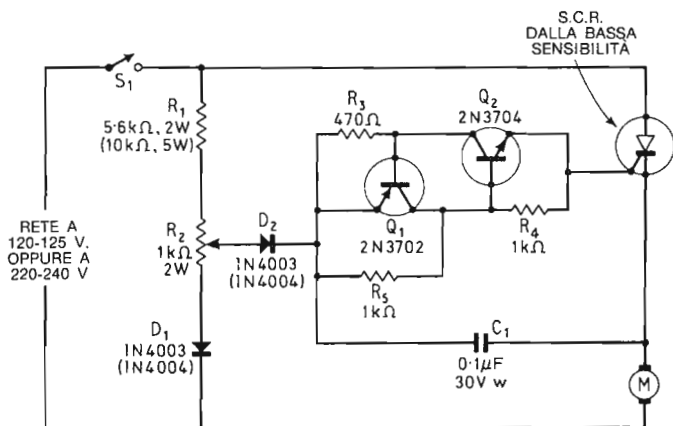 S.C.R.
DALLA BASSA
SENSIBILITÀ
S1
R1
5·6kΩ, 2W
(10kΩ, 5W)
R3
470Ω
Q2
2N3704
RETE A
120-125 V.
OPPURE A
220-240 V
R2
1kΩ
2W
D2
1N4003
(1N4004)
Q1
2N3702
R4
1kΩ
R5
1kΩ
D1
1N4003
(1N4004)
C1
0·1µF
30V w
M